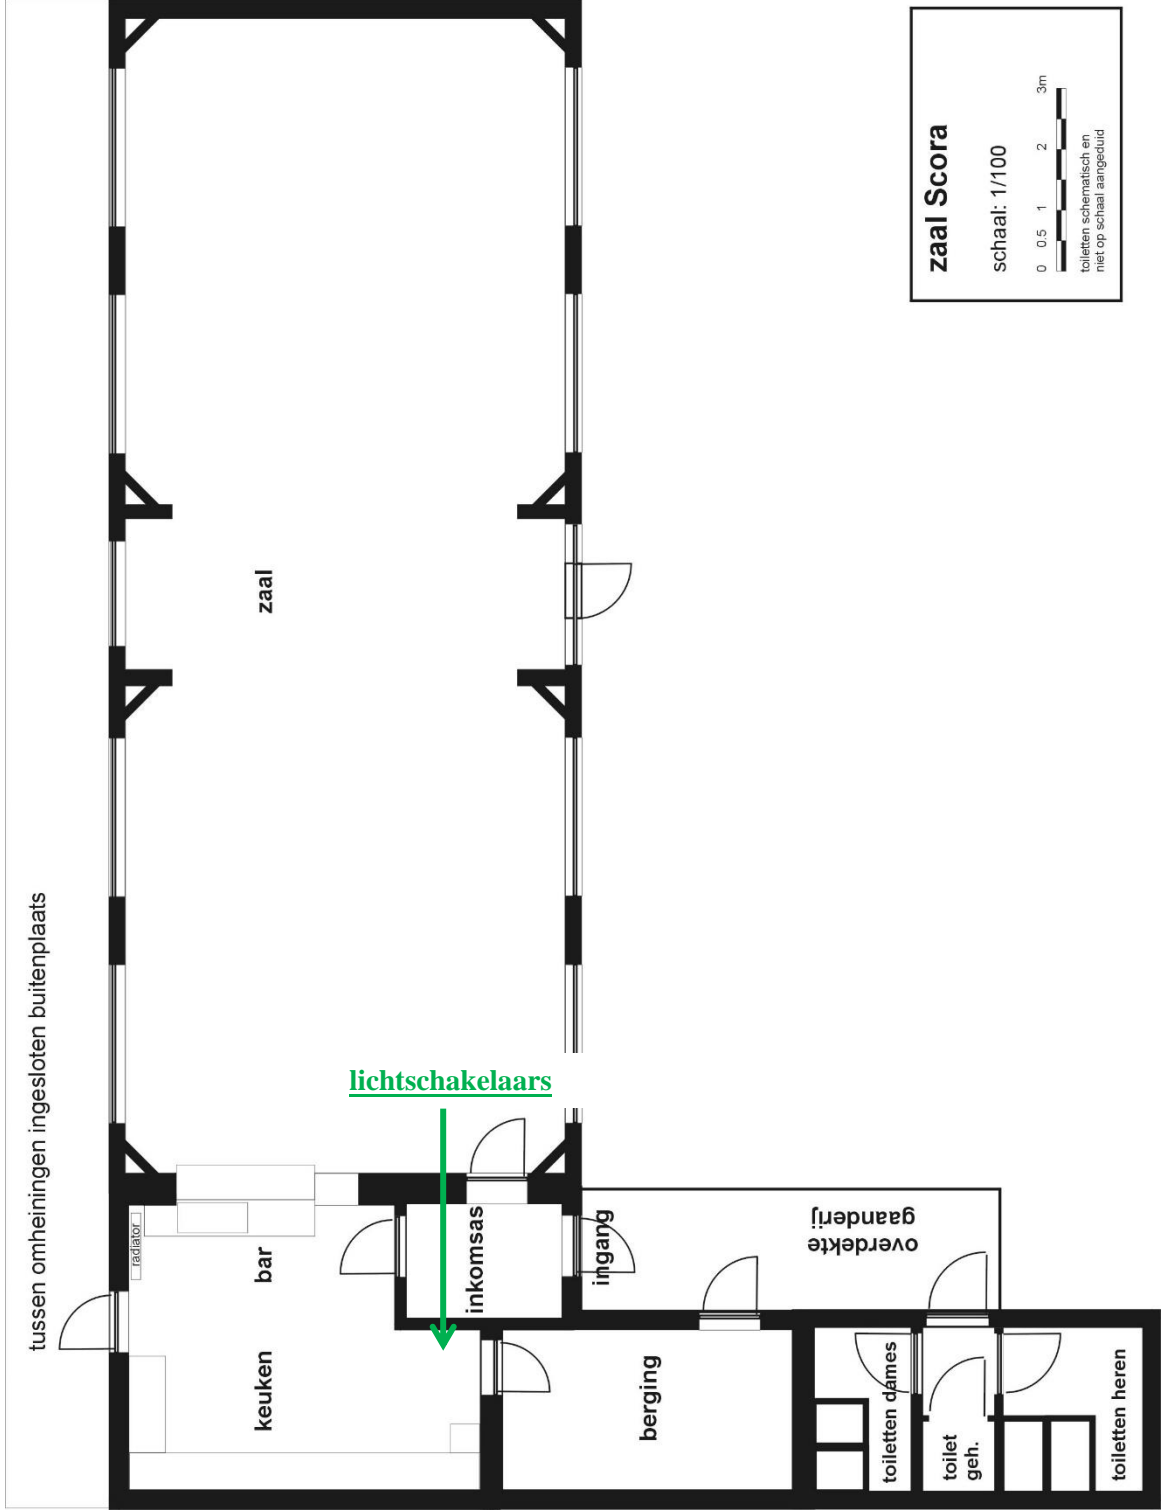 zaal Scora
schaal: 1/100
0 0.5 1 2 3m
toiletten schematisch en
niet op schaal aangeduid
tussen omheiningen ingesloten buitenplaats
zaal
lichtschakelaars
radiator
bar
keuken
inkomsas
ingang
overdekte
gaanderij
berging
toiletten dames
toilet
geh.
toiletten heren